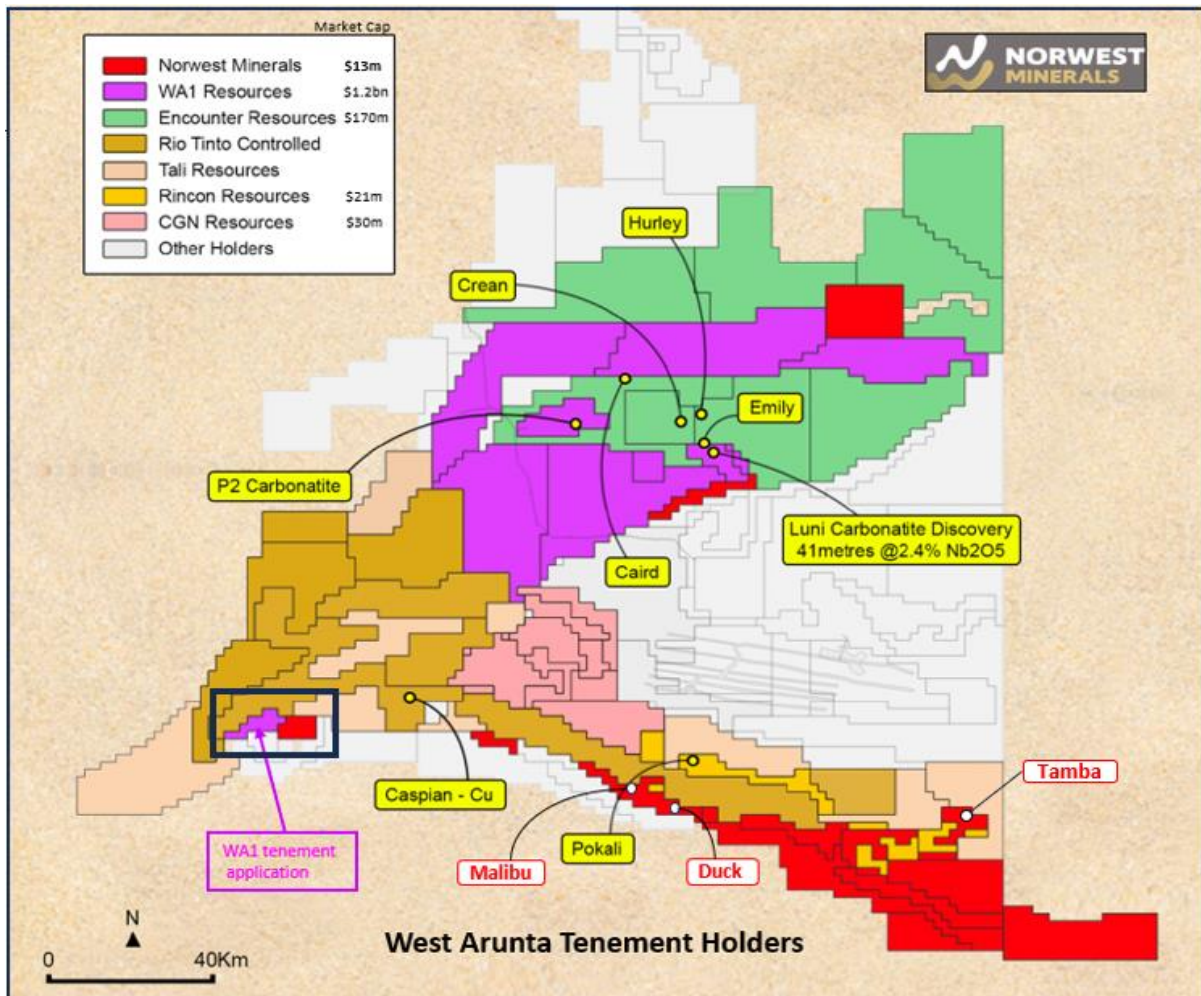 Market Cap
Norwest Minerals $13m
WA1 Resources $1.2bn
Encounter Resources $170m
Rio Tinto Controlled
Tali Resources
Rincon Resources $21m
CGN Resources $30m
Other Holders
NORWEST
MINERALS
Hurley
Crean
Emily
P2 Carbonatite
Luni Carbonatite Discovery
41metres @2.4% Nb2O5
Caird
Caspian - Cu
Tamba
WA1 tenement
application
Malibu
Pokali
Duck
N
0 40Km
West Arunta Tenement Holders